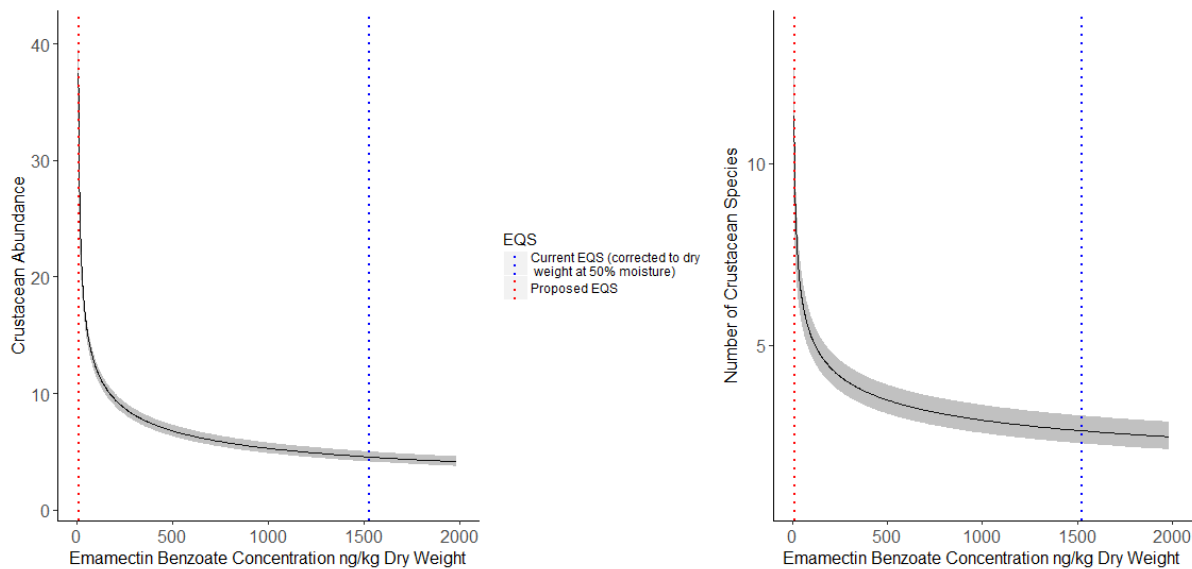 40
30
20
10
0
Crustacean Abundance
0 500 1000 1500 2000
Emamectin Benzoate Concentration ng/kg Dry Weight
EQS
Current EQS (corrected to dry
weight at 50% moisture)
Proposed EQS
10
5
Number of Crustacean Species
0 500 1000 1500 2000
Emamectin Benzoate Concentration ng/kg Dry Weight